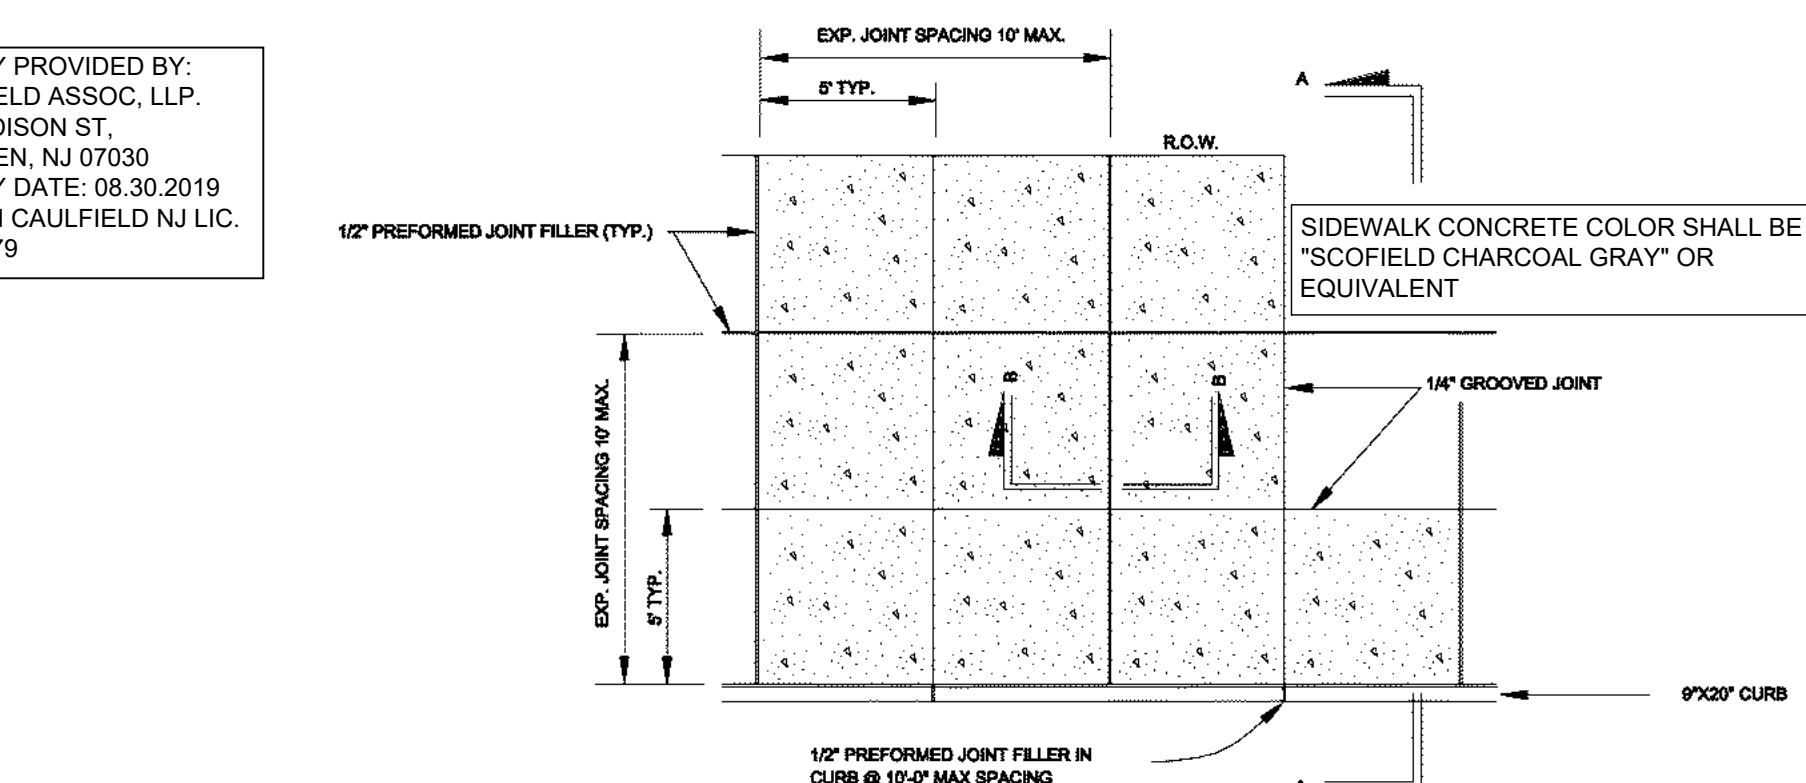 Y PROVIDED BY:
ELD ASSOC, LLP.
DISON ST,
EN, NJ 07030
Y DATE: 08.30.2019
CAULFIELD NJ LIC.
79
EXP. JOINT SPACING 10' MAX.
5' TYP.
A
R.O.W.
1/2" PREFORMED JOINT FILLER (TYP.)
SIDEWALK CONCRETE COLOR SHALL BE
"SCOFIELD CHARCOAL GRAY" OR
EQUIVALENT
B
B
1/4" GROOVED JOINT
EXP. JOINT SPACING 10' MAX.
5' TYP.
9"X20" CURB
1/2" PREFORMED JOINT FILLER IN
CURB @ 10'-0" MAX SPACING